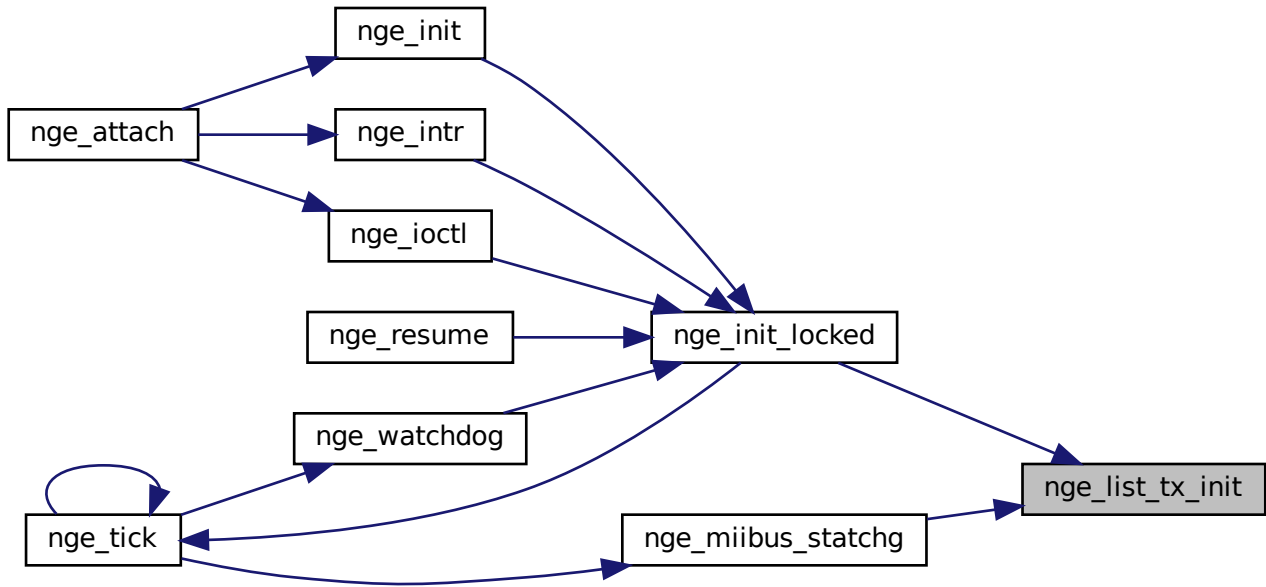 nge_init
nge_attach
nge_intr
nge_ioctl
nge_resume
nge_init_locked
nge_watchdog
nge_list_tx_init
nge_tick
nge_miibus_statchg